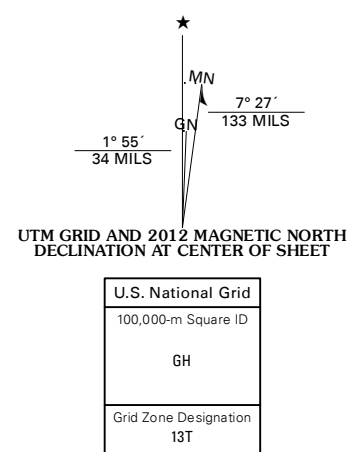 MN
7° 27´
133 MILS
GN
1° 55´
34 MILS
UTM GRID AND 2012 MAGNETIC NORTH
DECLINATION AT CENTER OF SHEET
U.S. National Grid
100,000-m Square ID
GH
Grid Zone Designation
13T